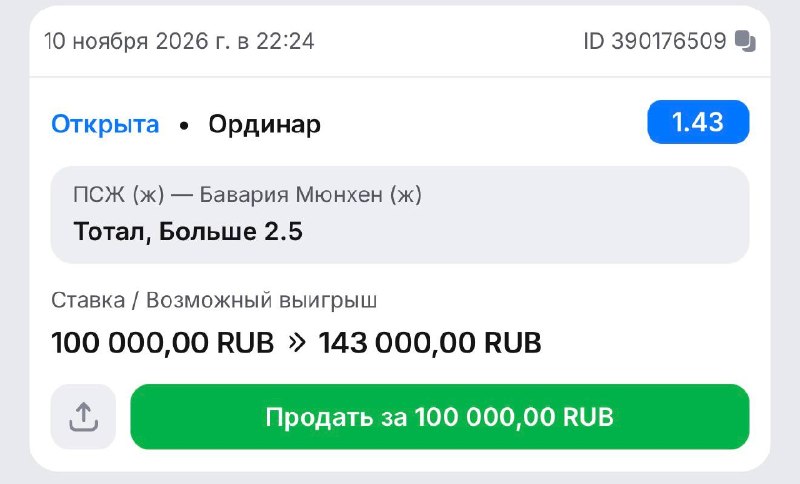 10 ноября 2026 г. в 22:24 ID 390176509
Открыта • Ординар 1.43
ПСЖ (ж) — Бавария Мюнхен (ж)
Тотал, Больше 2.5
Ставка / Возможный выигрыш
100 000,00 RUB » 143 000,00 RUB
Продать за 100 000,00 RUB